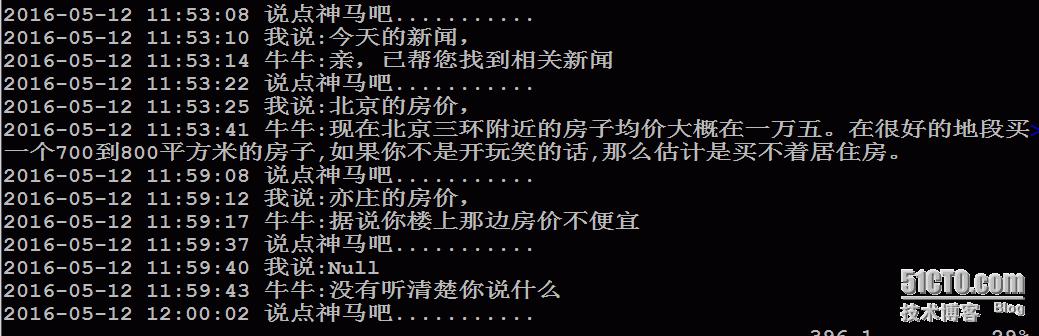 2016-05-12 11:53:08 说点神马吧...........
2016-05-12 11:53:10 我说:今天的新闻，
2016-05-12 11:53:14 牛牛:亲，已帮您找到相关新闻
2016-05-12 11:53:22 说点神马吧...........
2016-05-12 11:53:25 我说:北京的房价，
2016-05-12 11:53:41 牛牛:现在北京三环附近的房子均价大概在一万五。在很好的地段买>
一个700到800平方米的房子,如果你不是开玩笑的话,那么估计是买不着居住房。
2016-05-12 11:59:08 说点神马吧...........
2016-05-12 11:59:12 我说:亦庄的房价，
2016-05-12 11:59:17 牛牛:据说你楼上那边房价不便宜
2016-05-12 11:59:37 说点神马吧...........
2016-05-12 11:59:40 我说:Null
2016-05-12 11:59:43 牛牛:没有听清楚你说什么
2016-05-12 12:00:02 说点神马吧...........
51CTO.com
技术博客 Blog